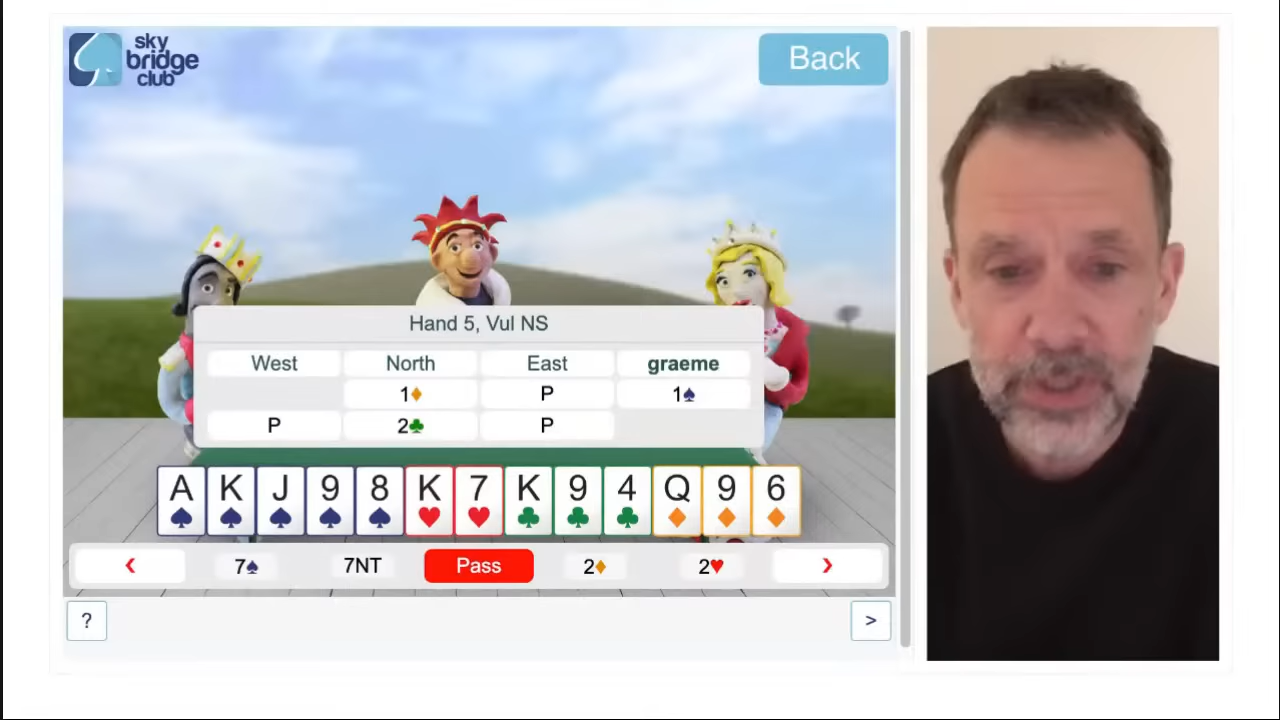 sky
bridge
club
Back
Hand 5, Vul NS
West North East graeme
1♦ P 1♠
P 2♣ P
A K J 9 8 K 7 K 9 4 Q 9 6
♠ ♠ ♠ ♠ ♠ ♥ ♥ ♣ ♣ ♣ ♦ ♦ ♦
‹ 7♠ 7NT Pass 2♦ 2♥ ›
? >